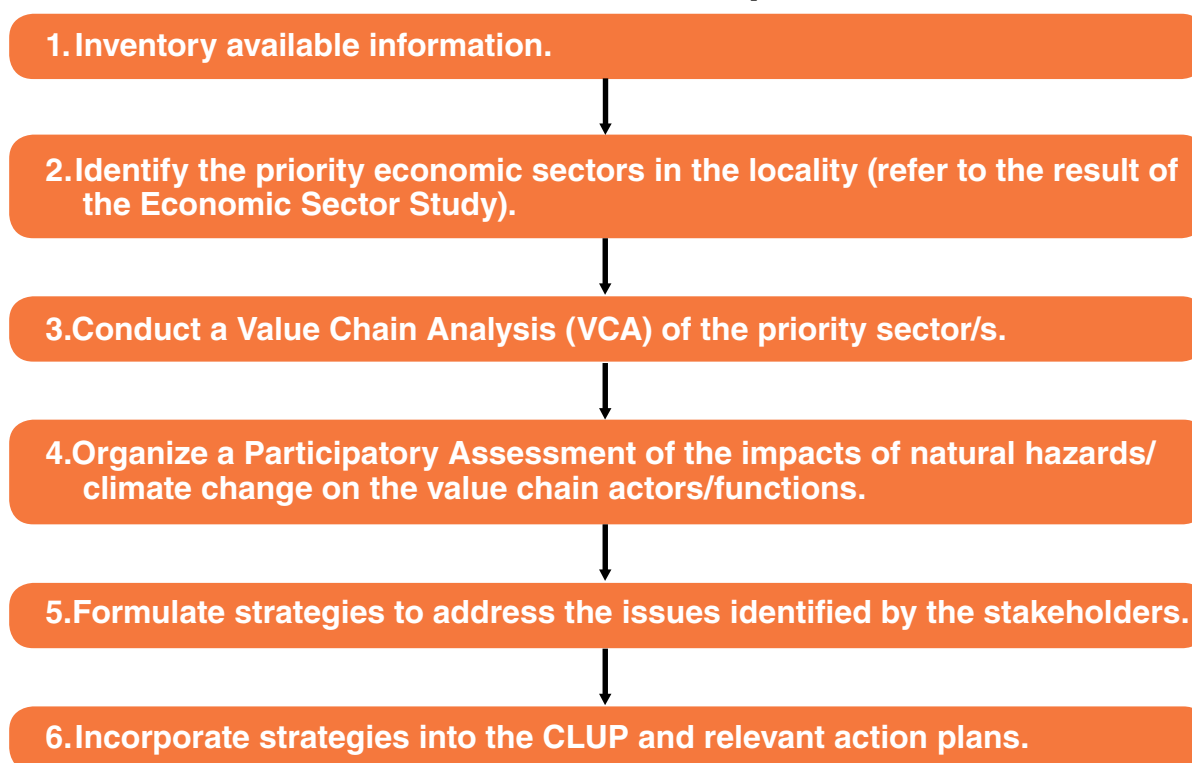 1. Inventory available information.
2. Identify the priority economic sectors in the locality (refer to the result of
the Economic Sector Study).
3.Conduct a Value Chain Analysis (VCA) of the priority sector/s.
4.Organize a Participatory Assessment of the impacts of natural hazards/
climate change on the value chain actors/functions.
5.Formulate strategies to address the issues identified by the stakeholders.
6.Incorporate strategies into the CLUP and relevant action plans.